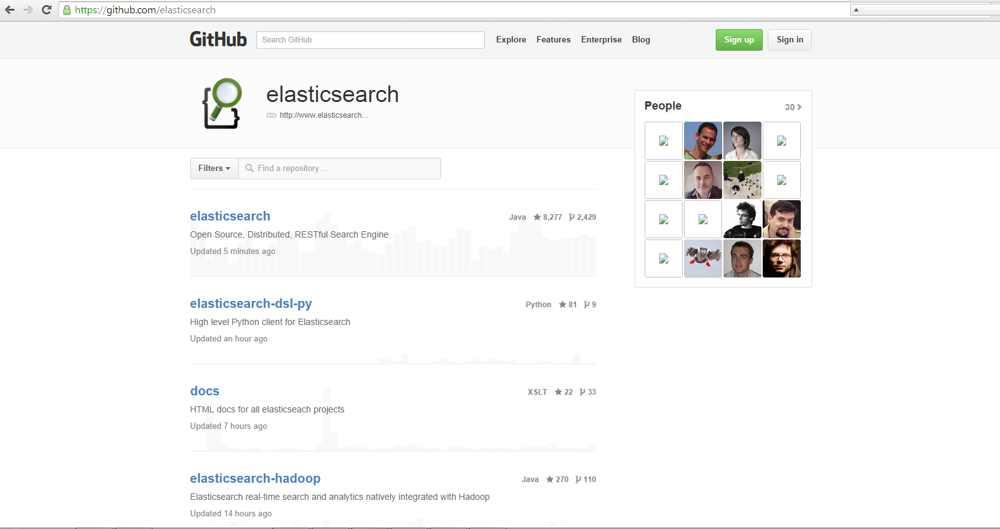 https://github.com/elasticsearch
GitHub
Search GitHub
Explore Features Enterprise Blog
Sign up
Sign in
elasticsearch
http://www.elasticsearch...
People
30
Filters
Find a repository...
elasticsearch
Java 8,277 2,429
Open Source, Distributed, RESTful Search Engine
Updated 5 minutes ago
elasticsearch-dsl-py
Python 81 9
High level Python client for Elasticsearch
Updated an hour ago
docs
XSLT 22 33
HTML docs for all elasticseach projects
Updated 7 hours ago
elasticsearch-hadoop
Java 270 110
Elasticsearch real-time search and analytics natively integrated with Hadoop
Updated 14 hours ago